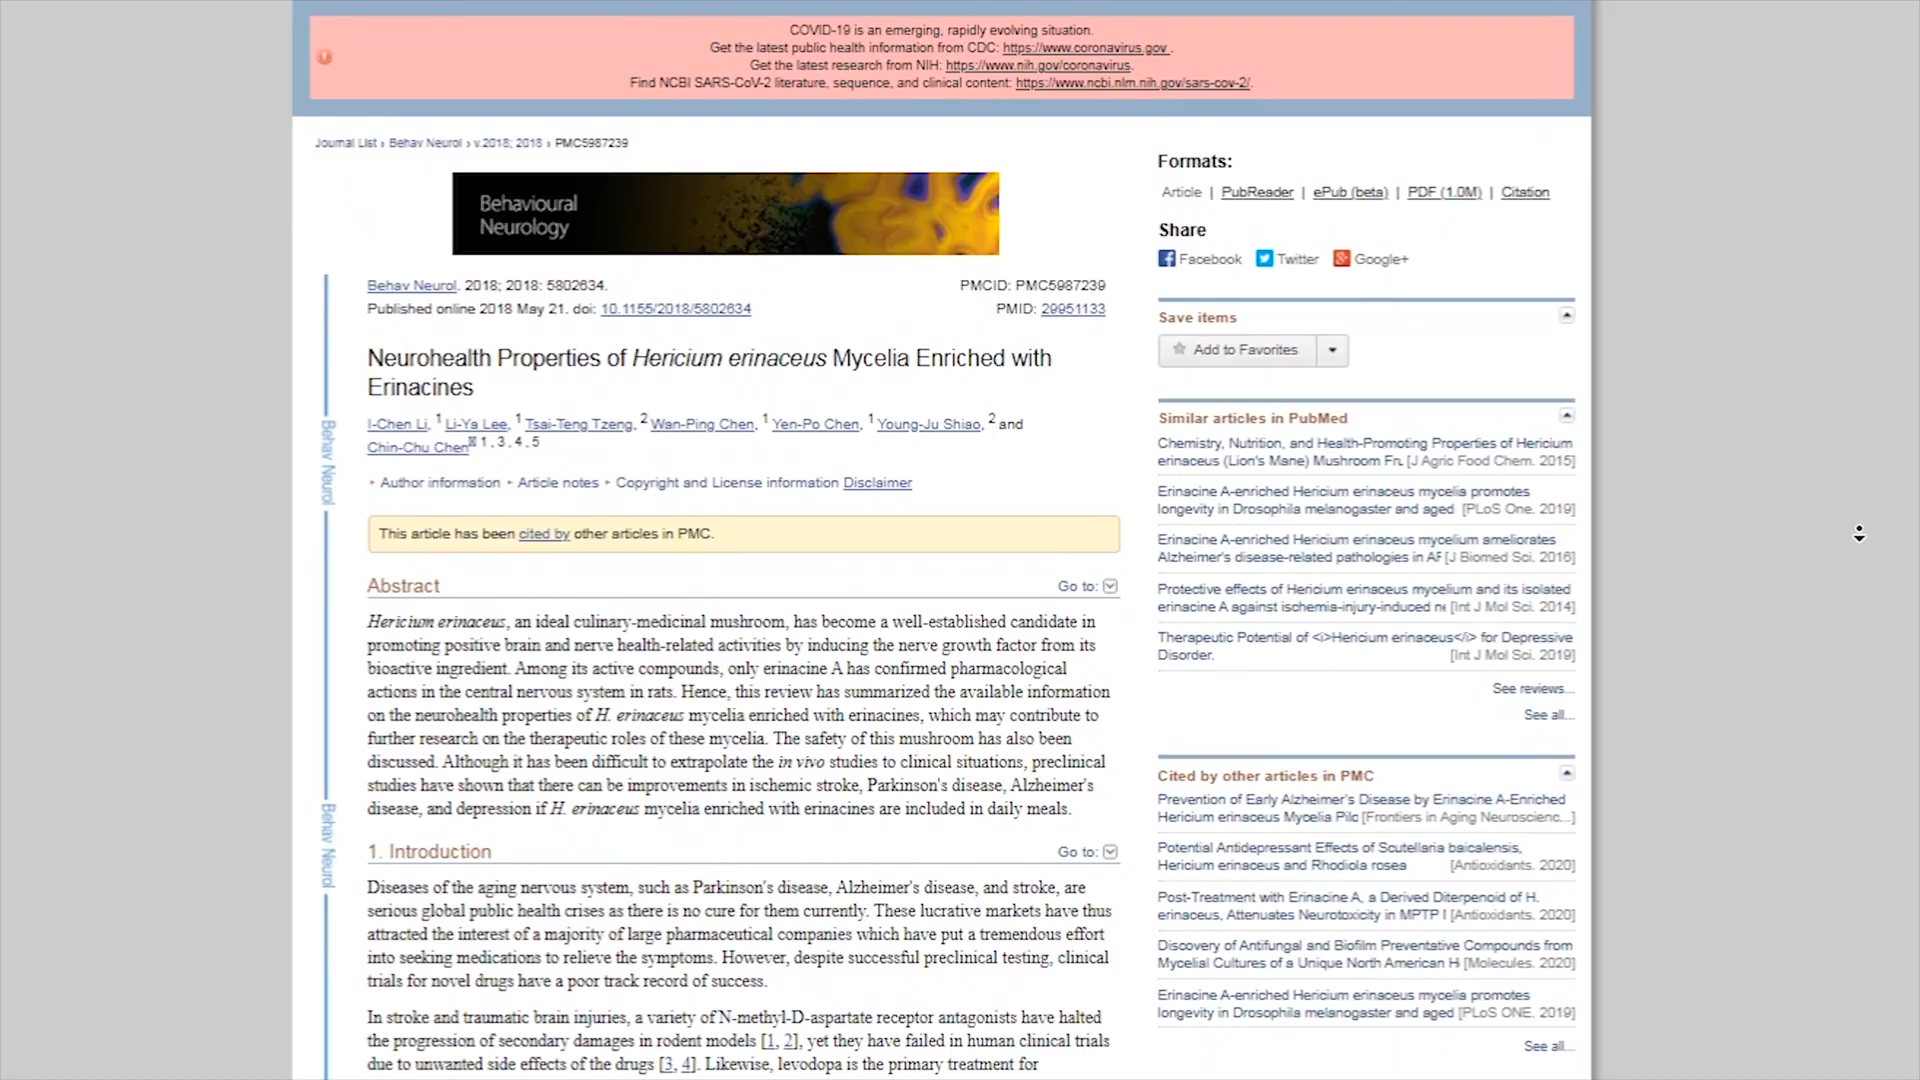 COVID-19 is an emerging, rapidly evolving situation.
Get the latest public health information from CDC: https://www.coronavirus.gov .
Get the latest research from NIH: https://www.nih.gov/coronavirus.
Find NCBI SARS-CoV-2 literature, sequence, and clinical content: https://www.ncbi.nlm.nih.gov/sars-cov-2/.
Journal List › Behav Neurol › v.2018; 2018 › PMC5987239
Behavioural
Neurology
Behav Neurol. 2018; 2018: 5802634.
PMCID: PMC5987239
Published online 2018 May 21. doi: 10.1155/2018/5802634
PMID: 29951133
Neurohealth Properties of Hericium erinaceus Mycelia Enriched with
Erinacines
I-Chen Li, 1 Li-Ya Lee, 1 Tsai-Teng Tzeng, 2 Wan-Ping Chen, 1 Yen-Po Chen, 1 Young-Ju Shiao, 2 and
Chin-Chu Chen 1, 3, 4, 5
▸ Author information ▸ Article notes ▸ Copyright and License information Disclaimer
This article has been cited by other articles in PMC.
Abstract
Go to:
Hericium erinaceus, an ideal culinary-medicinal mushroom, has become a well-established candidate in
promoting positive brain and nerve health-related activities by inducing the nerve growth factor from its
bioactive ingredient. Among its active compounds, only erinacine A has confirmed pharmacological
actions in the central nervous system in rats. Hence, this review has summarized the available information
on the neurohealth properties of H. erinaceus mycelia enriched with erinacines, which may contribute to
further research on the therapeutic roles of these mycelia. The safety of this mushroom has also been
discussed. Although it has been difficult to extrapolate the in vivo studies to clinical situations, preclinical
studies have shown that there can be improvements in ischemic stroke, Parkinson's disease, Alzheimer's
disease, and depression if H. erinaceus mycelia enriched with erinacines are included in daily meals.
1. Introduction
Go to:
Diseases of the aging nervous system, such as Parkinson's disease, Alzheimer's disease, and stroke, are
serious global public health crises as there is no cure for them currently. These lucrative markets have thus
attracted the interest of a majority of large pharmaceutical companies which have put a tremendous effort
into seeking medications to relieve the symptoms. However, despite successful preclinical testing, clinical
trials for novel drugs have a poor track record of success.
In stroke and traumatic brain injuries, a variety of N-methyl-D-aspartate receptor antagonists have halted
the progression of secondary damages in rodent models [1, 2], yet they have failed in human clinical trials
due to unwanted side effects of the drugs [3, 4]. Likewise, levodopa is the primary treatment for
Behav Neurol
Behav Neurol
Formats:
Article | PubReader | ePub (beta) | PDF (1.0M) | Citation
Share
Facebook Twitter Google+
Save items
Add to Favorites
Similar articles in PubMed
Chemistry, Nutrition, and Health-Promoting Properties of Hericium
erinaceus (Lion's Mane) Mushroom Fr. [J Agric Food Chem. 2015]
Erinacine A-enriched Hericium erinaceus mycelia promotes
longevity in Drosophila melanogaster and aged [PLoS One. 2019]
Erinacine A-enriched Hericium erinaceus mycelium ameliorates
Alzheimer's disease-related pathologies in AF [J Biomed Sci. 2016]
Protective effects of Hericium erinaceus mycelium and its isolated
erinacine A against ischemia-injury-induced ne [Int J Mol Sci. 2014]
Therapeutic Potential of <i>Hericium erinaceus</i> for Depressive
Disorder. [Int J Mol Sci. 2019]
See reviews...
See all...
Cited by other articles in PMC
Prevention of Early Alzheimer's Disease by Erinacine A-Enriched
Hericium erinaceus Mycelia Pilc [Frontiers in Aging Neuroscienc...]
Potential Antidepressant Effects of Scutellaria baicalensis,
Hericium erinaceus and Rhodiola rosea [Antioxidants. 2020]
Post-Treatment with Erinacine A, a Derived Diterpenoid of H.
erinaceus, Attenuates Neurotoxicity in MPTP I [Antioxidants. 2020]
Discovery of Antifungal and Biofilm Preventative Compounds from
Mycelial Cultures of a Unique North American H [Molecules. 2020]
Erinacine A-enriched Hericium erinaceus mycelia promotes
longevity in Drosophila melanogaster and aged [PLoS ONE. 2019]
See all...